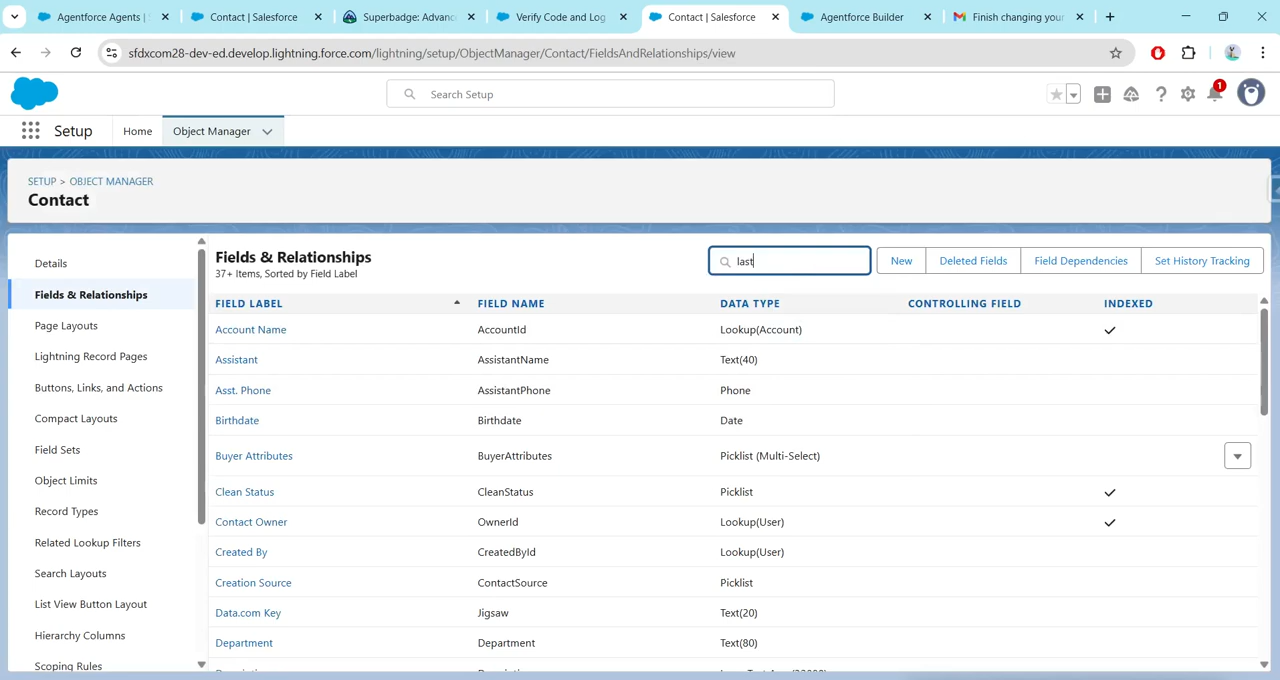 Agentforce Agents |
Contact | Salesforce
Superbadge: Advanc
Verify Code and Log
Contact | Salesforce
Agentforce Builder
Finish changing your
sfdxcom28-dev-ed.develop.lightning.force.com/lightning/setup/ObjectManager/Contact/FieldsAndRelationships/view
Search Setup
1
Setup
Home
Object Manager
SETUP > OBJECT MANAGER
Contact
Details
Fields & Relationships
Page Layouts
Lightning Record Pages
Buttons, Links, and Actions
Compact Layouts
Field Sets
Object Limits
Record Types
Related Lookup Filters
Search Layouts
List View Button Layout
Hierarchy Columns
Scoping Rules
Fields & Relationships
37+ Items, Sorted by Field Label
last
New
Deleted Fields
Field Dependencies
Set History Tracking
FIELD LABEL FIELD NAME DATA TYPE CONTROLLING FIELD INDEXED
Account Name AccountId Lookup(Account)
Assistant AssistantName Text(40)
Asst. Phone AssistantPhone Phone
Birthdate Birthdate Date
Buyer Attributes BuyerAttributes Picklist (Multi-Select)
Clean Status CleanStatus Picklist
Contact Owner OwnerId Lookup(User)
Created By CreatedById Lookup(User)
Creation Source ContactSource Picklist
Data.com Key Jigsaw Text(20)
Department Department Text(80)